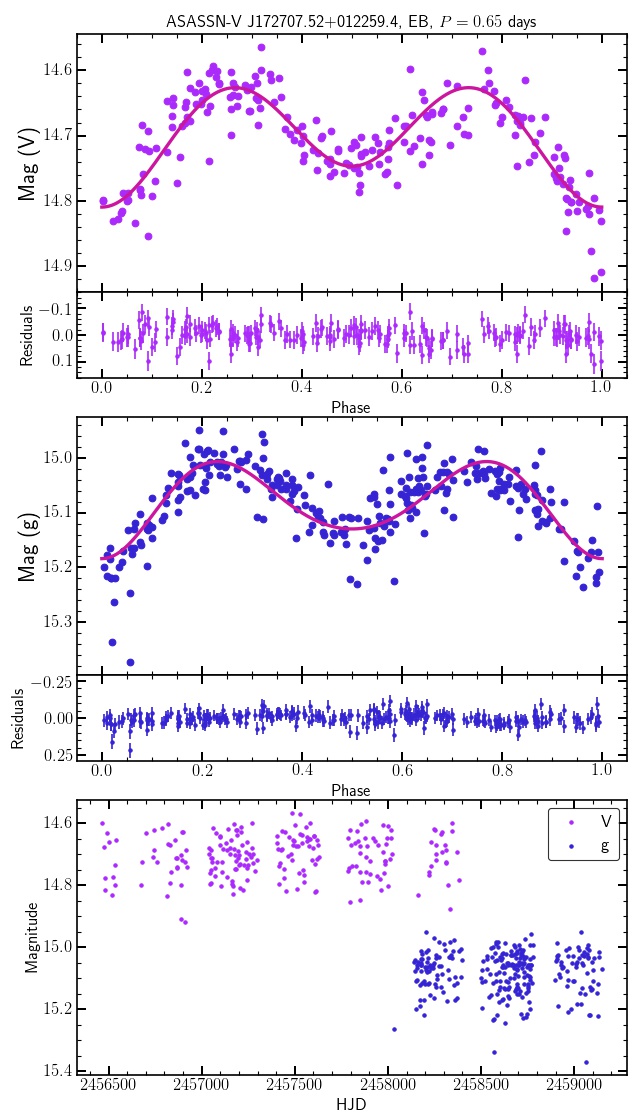 ASASSN-V J172707.52+012259.4, EB, P = 0.65 days
14.6
14.7
14.8
14.9
Mag (V)
−0.1
0.0
0.1
Residuals
0.0 0.2 0.4 0.6 0.8 1.0
Phase
15.0
15.1
15.2
15.3
Mag (g)
−0.25
0.00
0.25
Residuals
0.0 0.2 0.4 0.6 0.8 1.0
Phase
14.6
14.8
15.0
15.2
15.4
Magnitude
V
g
2456500 2457000 2457500 2458000 2458500 2459000
HJD